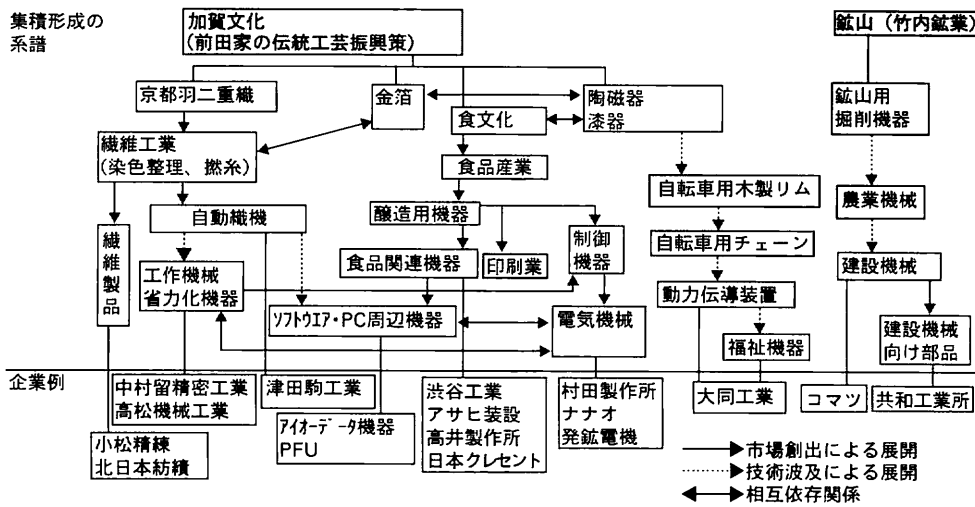 集積形成の
系譜
加賀文化
(前田家の伝統工芸振興策)
鉱山（竹内鉱業）
京都羽二重織
金箔
食文化
陶磁器
漆器
鉱山用
掘削機器
繊維工業
(染色整理、撚糸)
食品産業
自転車用木製リム
農業機械
自動織機
醸造用機器
制御
機器
自転車用チェーン
繊維製品
工作機械
省力化機器
食品関連機器
印刷業
建設機械
動力伝導装置
ソフトウエア・PC周辺機器
電気機械
福祉機器
建設機械
向け部品
企業例
中村留精密工業
高松機械工業
津田駒工業
渋谷工業
アサヒ装設
高井製作所
日本クレセント
村田製作所
ナナオ
発鉱電機
大同工業
コマツ
共和工業所
アイオーデータ機器
PFU
小松精練
北日本紡績
市場創出による展開
技術波及による展開
相互依存関係